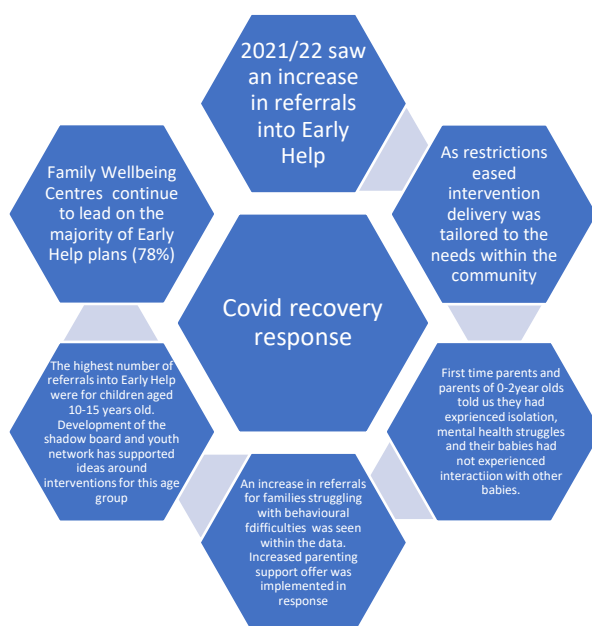 2021/22 saw
an increase
in referrals
into Early
Help
As restrictions
eased
intervention
delivery was
tailored to the
needs within the
community
First time parents and
parents of 0-2year olds
told us they had
exprienced isolation,
mental health struggles
and their babies had
not experienced
interactiion with other
babies.
An increase in referrals
for families struggling
with behavioural
fdifficulties was seen
within the data.
Increased parenting
support offer was
implemented in
response
The highest number of
referrals into Early Help
were for children aged
10-15 years old.
Development of the
shadow board and youth
network has supported
ideas around
interventions for this age
group
Family Wellbeing
Centres continue
to lead on the
majority of Early
Help plans (78%)
Covid recovery
response